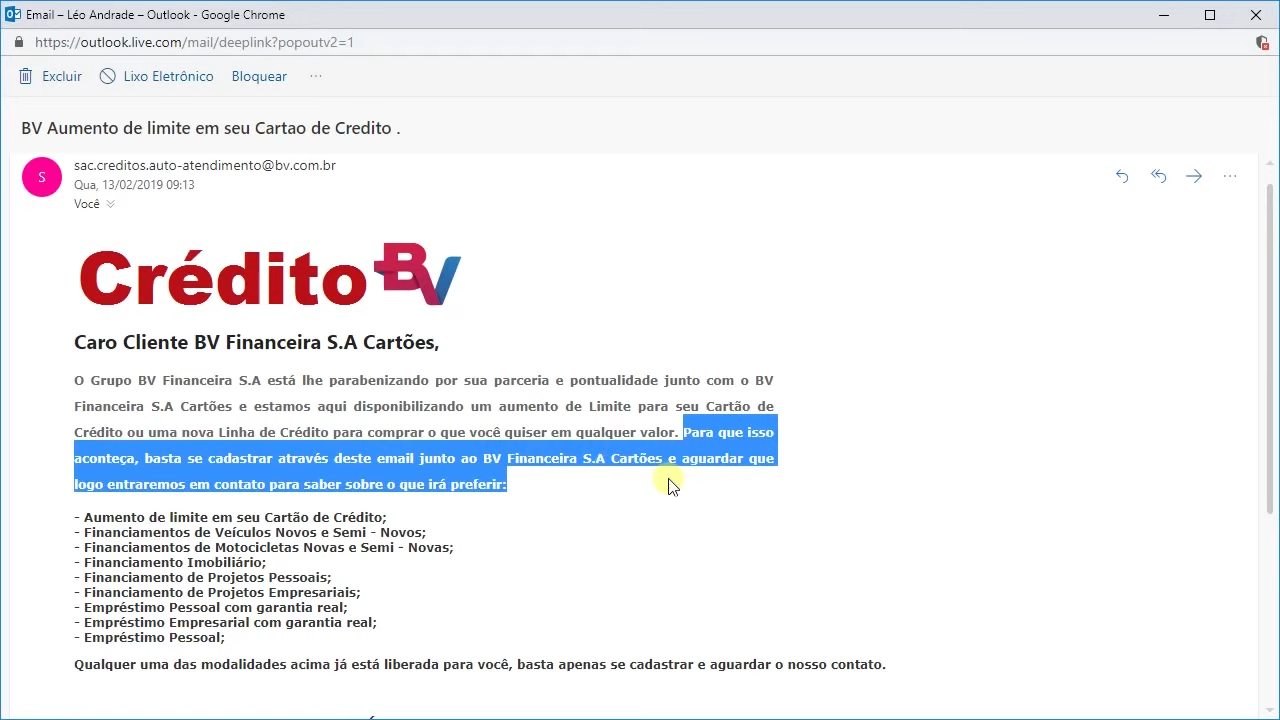 Email – Léo Andrade – Outlook - Google Chrome
https://outlook.live.com/mail/deeplink?popoutv2=1
Excluir Lixo Eletrônico Bloquear ...
BV Aumento de limite em seu Cartao de Credito .
S
sac.creditos.auto-atendimento@bv.com.br
Qua, 13/02/2019 09:13
Você
Crédito BV
Caro Cliente BV Financeira S.A Cartões,
O Grupo BV Financeira S.A está lhe parabenizando por sua parceria e pontualidade junto com o BV
Financeira S.A Cartões e estamos aqui disponibilizando um aumento de Limite para seu Cartão de
Crédito ou uma nova Linha de Crédito para comprar o que você quiser em qualquer valor. Para que isso
aconteça, basta se cadastrar através deste email junto ao BV Financeira S.A Cartões e aguardar que
logo entraremos em contato para saber sobre o que irá preferir:
- Aumento de limite em seu Cartão de Crédito;
- Financiamentos de Veículos Novos e Semi - Novos;
- Financiamentos de Motocicletas Novas e Semi - Novas;
- Financiamento Imobiliário;
- Financiamento de Projetos Pessoais;
- Financiamento de Projetos Empresariais;
- Empréstimo Pessoal com garantia real;
- Empréstimo Empresarial com garantia real;
- Empréstimo Pessoal;
Qualquer uma das modalidades acima já está liberada para você, basta apenas se cadastrar e aguardar o nosso contato.